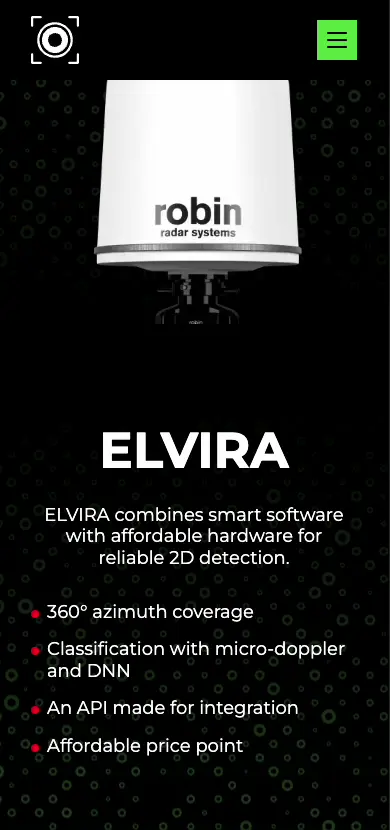 robin
radar systems
robin
ELVIRA
ELVIRA combines smart software
with affordable hardware for
reliable 2D detection.
360° azimuth coverage
Classification with micro-doppler
and DNN
An API made for integration
Affordable price point